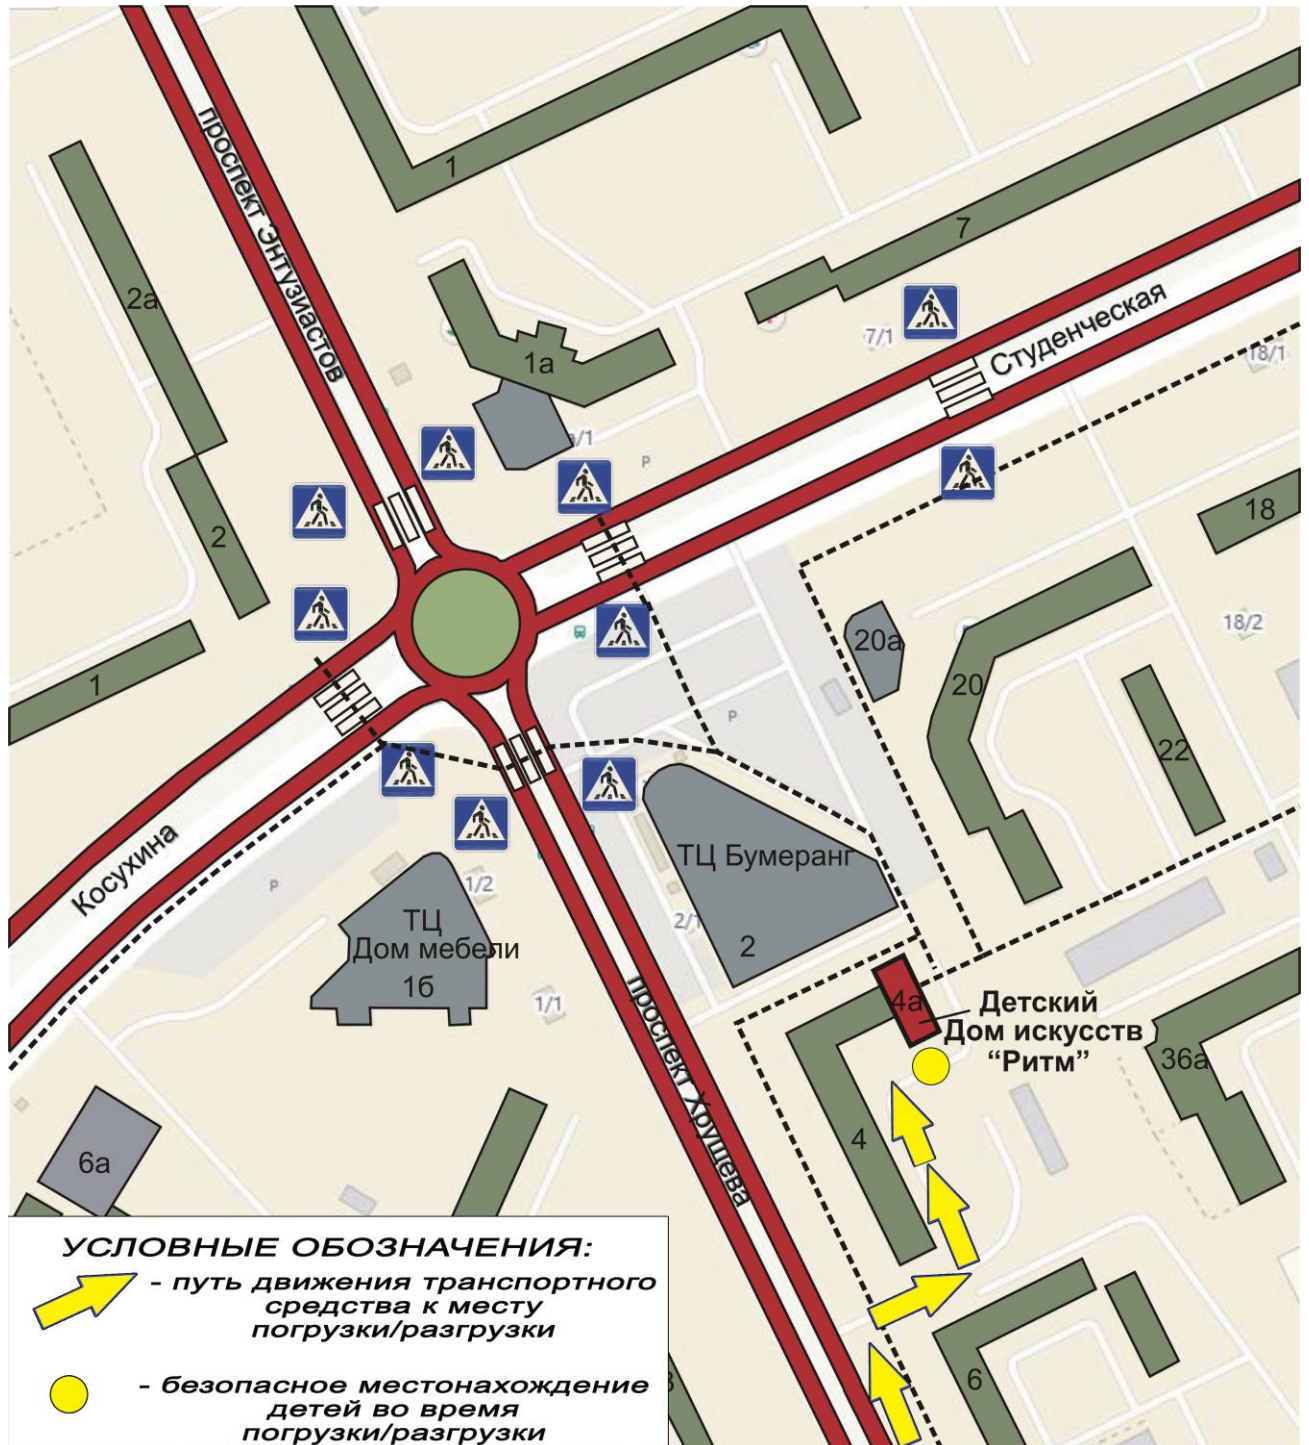 проспект Энтузиастов
1
7
2а
Студенческая
7/1
18/1
1а
а/1
P
18
2
18/2
20а
20
1
P
22
ТЦ Бумеранг
Косухина
P
1/2
ТЦ
Дом мебели
1б
2/1
2
1/1
4а
Детский
Дом искусств
“Ритм”
проспект Хрущева
36а
4
6а
6
УСЛОВНЫЕ ОБОЗНАЧЕНИЯ:
- путь движения транспортного
средства к месту
погрузки/разгрузки
- безопасное местонахождение
детей во время
погрузки/разгрузки